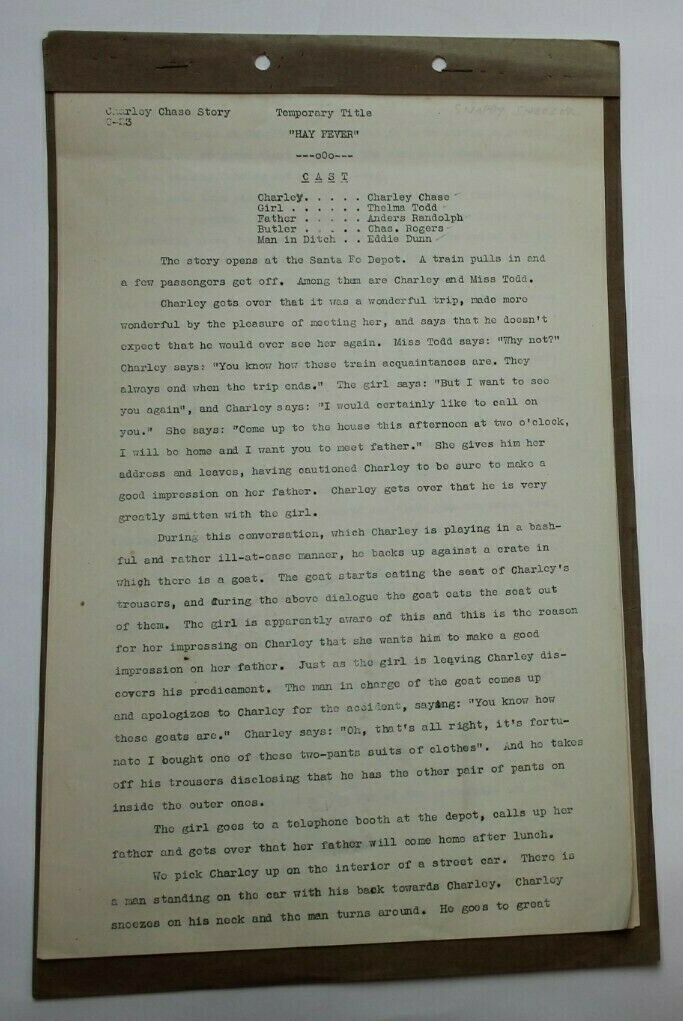 Charley Chase Story Temporary Title SNAPPY SNEEZER
C-23
"HAY FEVER"
---oOo---
C A S T
Charley. . . . . Charley Chase
Girl . . . . . . Thelma Todd
Father . . . . . Anders Randolph
Butler . . . . . Chas. Rogers
Man in Ditch . . Eddie Dunn
The story opens at the Santa Fe Depot. A train pulls in and
a few passengers get off. Among them are Charley and Miss Todd.
Charley gets over that it was a wonderful trip, made more
wonderful by the pleasure of meeting her, and says that he doesn't
expect that he would ever see her again. Miss Todd says: "Why not?"
Charley says: "You know how these train acquaintances are. They
always end when the trip ends." The girl says: "But I want to see
you again", and Charley says: "I would certainly like to call on
you." She says: "Come up to the house this afternoon at two o'clock,
I will be home and I want you to meet father." She gives him her
address and leaves, having cautioned Charley to be sure to make a
good impression on her father. Charley gets over that he is very
greatly smitten with the girl.
During this conversation, which Charley is playing in a bash-
ful and rather ill-at-ease manner, he backs up against a crate in
which there is a goat. The goat starts eating the seat of Charley's
trousers, and during the above dialogue the goat eats the seat out
of them. The girl is apparently aware of this and this is the reason
for her impressing on Charley that she wants him to make a good
impression on her father. Just as the girl is leaving Charley dis-
covers his predicament. The man in charge of the goat comes up
and apologizes to Charley for the accident, saying: "You know how
these goats are." Charley says: "Oh, that's all right, it's fortu-
nate I bought one of these two-pants suits of clothes". And he takes
off his trousers disclosing that he has the other pair of pants on
inside the outer ones.
The girl goes to a telephone booth at the depot, calls up her
father and gets over that her father will come home after lunch.
We pick Charley up on the interior of a street car. There is
a man standing on the car with his back towards Charley. Charley
sneezes on his neck and the man turns around. He goes to great